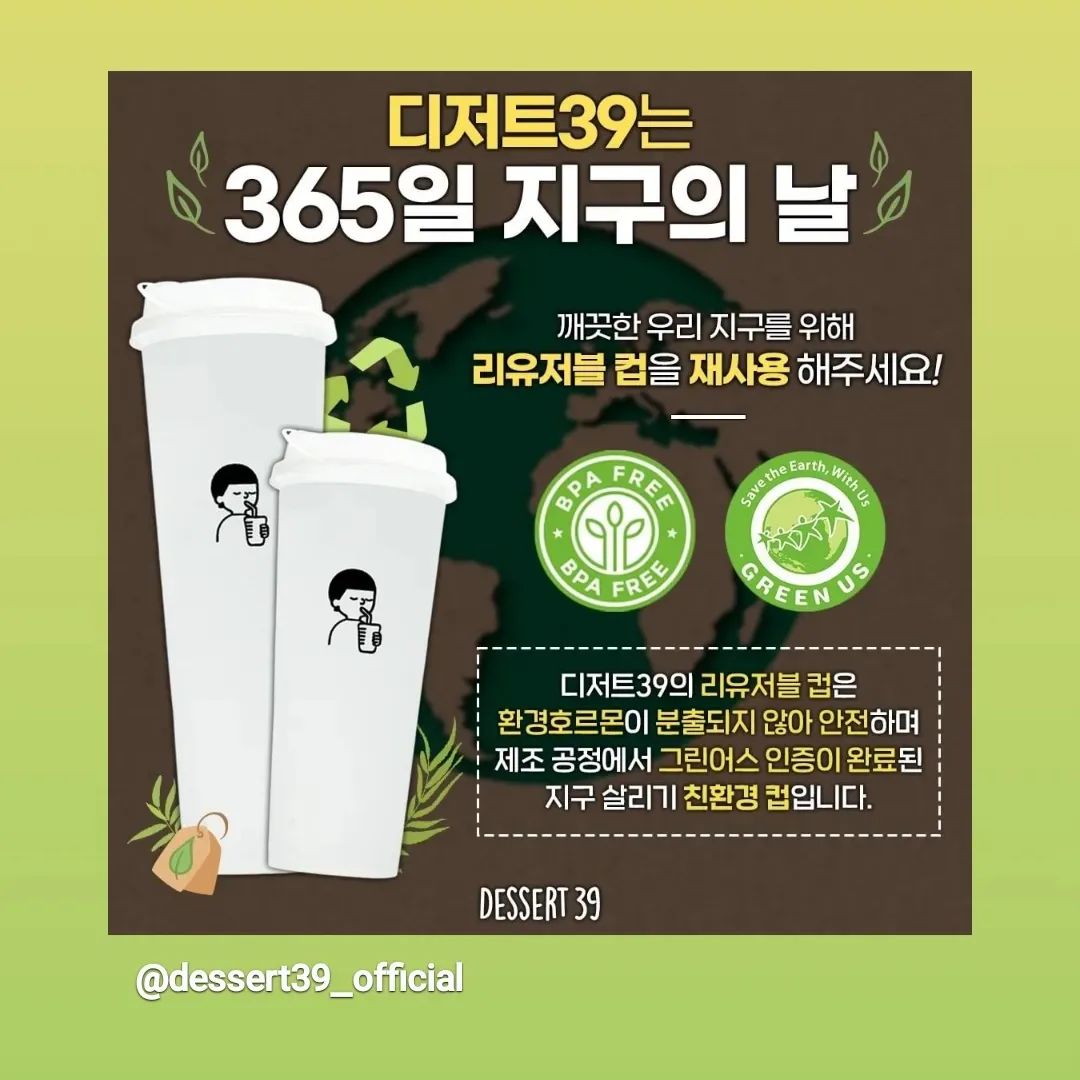 디저트39는
365일 지구의 날
깨끗한 우리 지구를 위해
리유저블 컵을 재사용 해주세요!
BPA FREE
BPA FREE
Save the Earth, With Us
GREEN US
디저트39의 리유저블 컵은
환경호르몬이 분출되지 않아 안전하며
제조 공정에서 그린어스 인증이 완료된
지구 살리기 친환경 컵입니다.
DESSERT 39
@dessert39_official